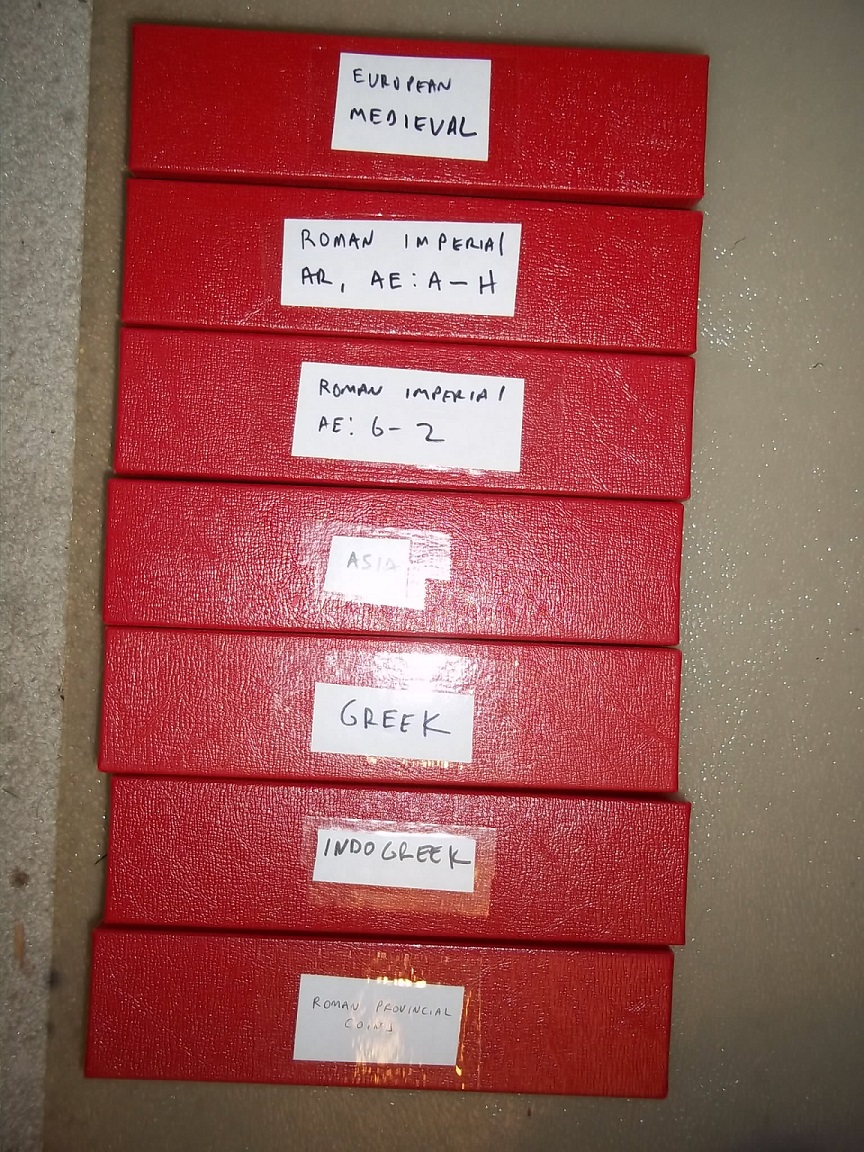 EUROPEAN
MEDIEVAL
ROMAN IMPERIAL
AR, AE: A-H
ROMAN IMPERIAL
AE: G-Z
ASIA
GREEK
INDOGREEK
ROMAN PROVINCIAL
COINS